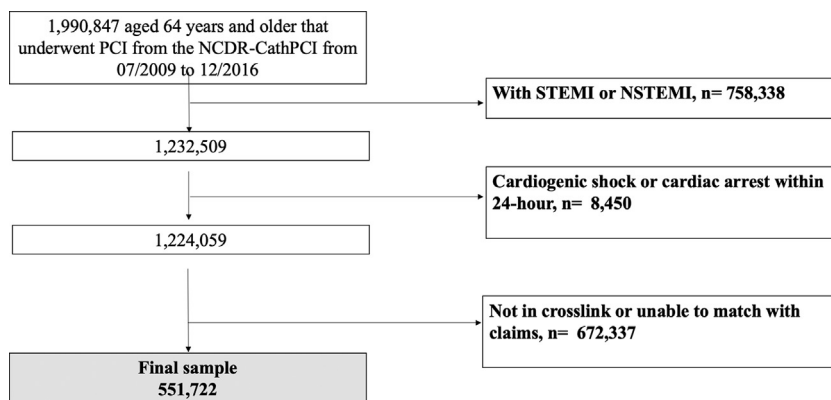 1,990,847 aged 64 years and older that
underwent PCI from the NCDR-CathPCI from
07/2009 to 12/2016
With STEMI or NSTEMI, n= 758,338
1,232,509
Cardiogenic shock or cardiac arrest within
24-hour, n=  8,450
1,224,059
Not in crosslink or unable to match with
claims, n=  672,337
Final sample
551,722